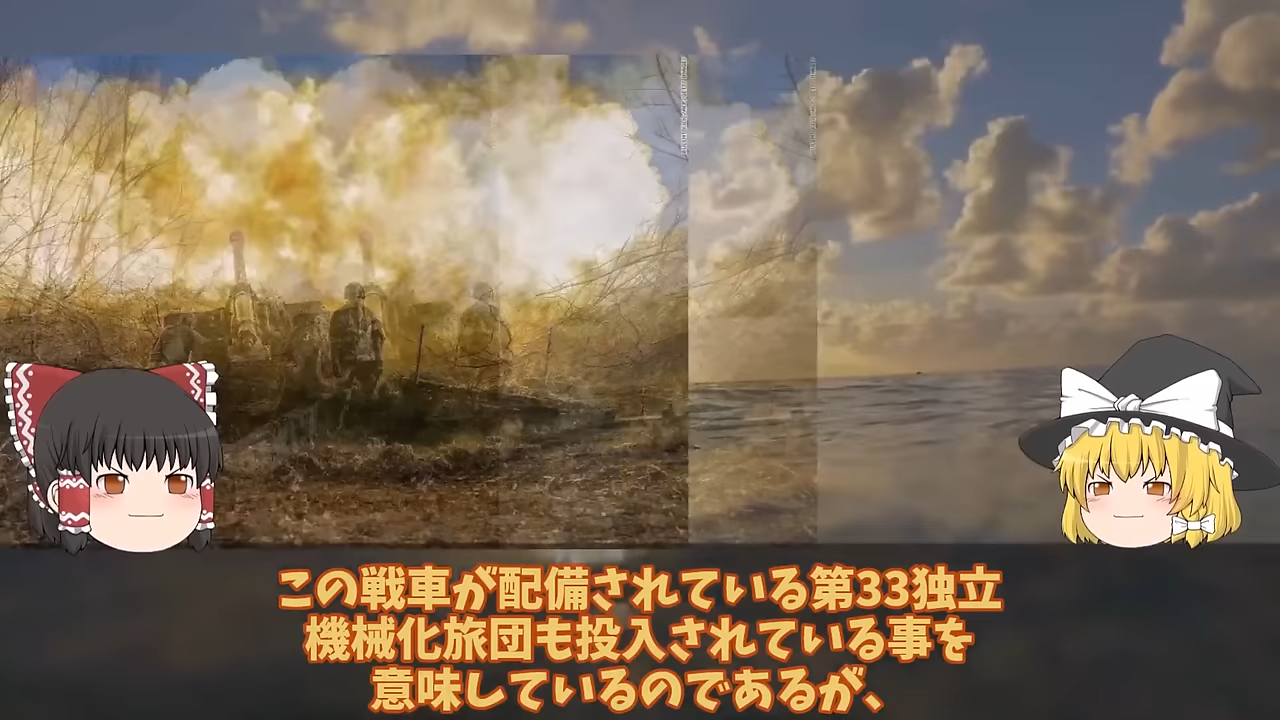 この戦車が配備されている第33独立
機械化旅団も投入されている事を
意味しているのであるが、